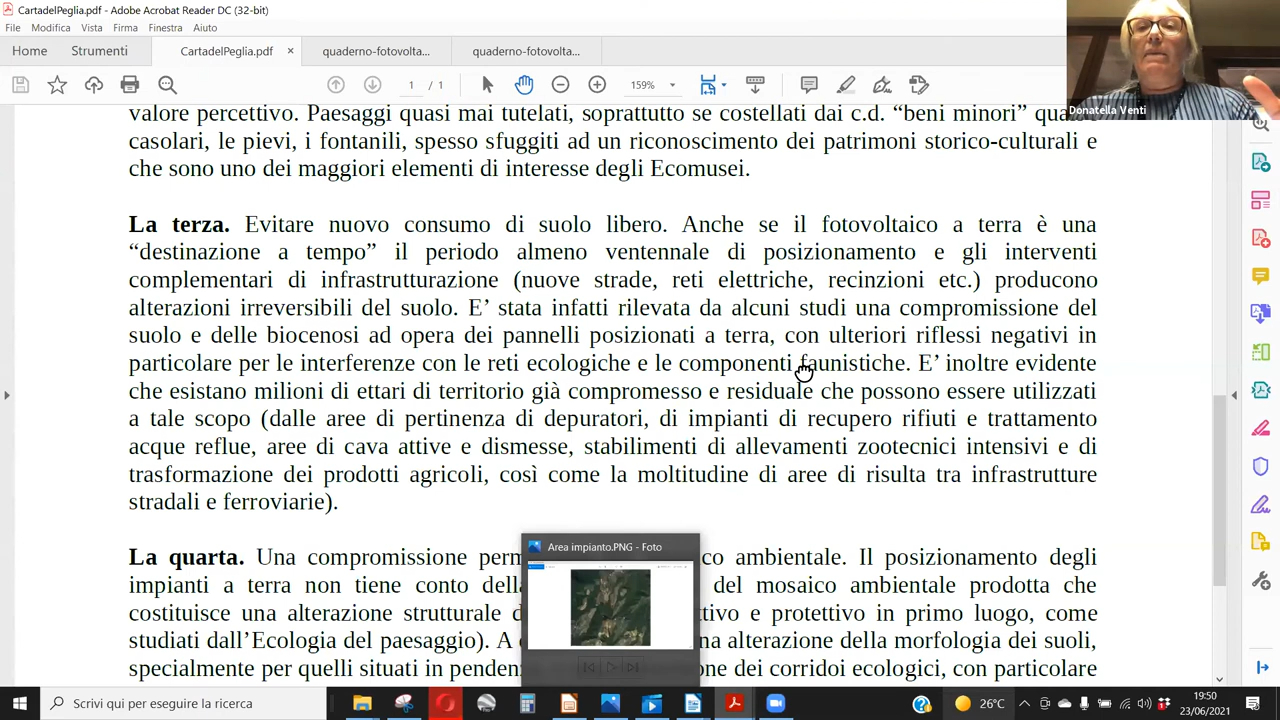 CartadelPeglia.pdf - Adobe Acrobat Reader DC (32-bit)
File Modifica Vista Firma Finestra Aiuto
Home Strumenti CartadelPeglia.pdf × quaderno-fotovolta... quaderno-fotovolta...
1 / 1 159%
Donatella Venti
valore percettivo. Paesaggi quasi mai tutelati, soprattutto se costellati dai c.d. “beni minori”
casolari, le pievi, i fontanili, spesso sfuggiti ad un riconoscimento dei patrimoni storico-culturali e
che sono uno dei maggiori elementi di interesse degli Ecomusei.
La terza. Evitare nuovo consumo di suolo libero. Anche se il fotovoltaico a terra è una
“destinazione a tempo” il periodo almeno ventennale di posizionamento e gli interventi
complementari di infrastrutturazione (nuove strade, reti elettriche, recinzioni etc.) producono
alterazioni irreversibili del suolo. E’ stata infatti rilevata da alcuni studi una compromissione del
suolo e delle biocenosi ad opera dei pannelli posizionati a terra, con ulteriori riflessi negativi in
particolare per le interferenze con le reti ecologiche e le componenti faunistiche. E’ inoltre evidente
che esistano milioni di ettari di territorio già compromesso e residuale che possono essere utilizzati
a tale scopo (dalle aree di pertinenza di depuratori, di impianti di recupero rifiuti e trattamento
acque reflue, aree di cava attive e dismesse, stabilimenti di allevamenti zootecnici intensivi e di
trasformazione dei prodotti agricoli, così come la moltitudine di aree di risulta tra infrastrutture
stradali e ferroviarie).
Area impianto.PNG - Foto
La quarta. Una compromissione ambientale. Il posizionamento degli
impianti a terra non tiene conto del mosaico ambientale prodotta che
costituisce una alterazione strutturale e protettivo in primo luogo, come
studiati dall’Ecologia del paesaggio). A alterazione della morfologia dei suoli,
specialmente per quelli situati in dei corridoi ecologici, con particolare
Scrivi qui per eseguire la ricerca
26°C
19:50
23/06/2021